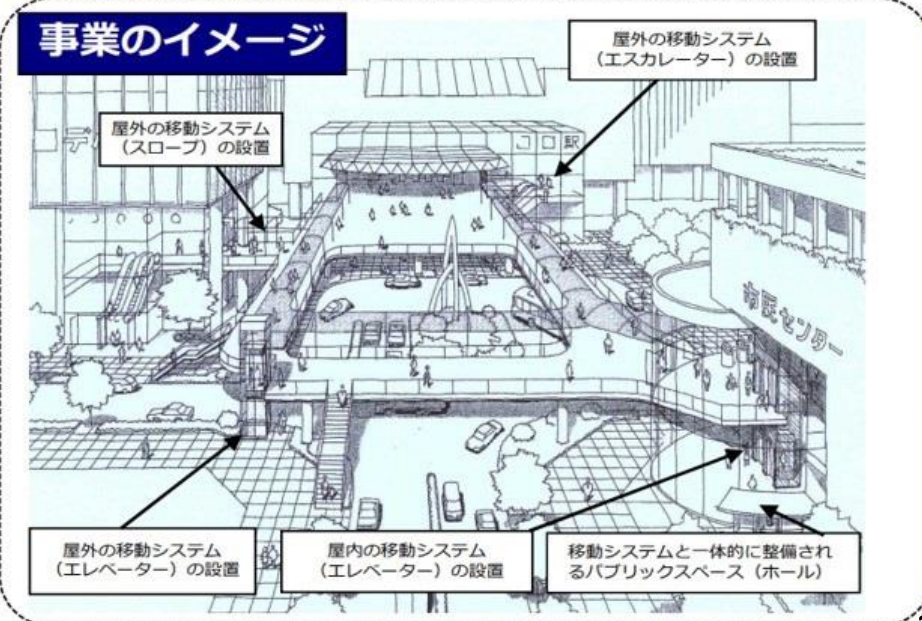 事業のイメージ
屋外の移動システム
（エスカレーター）の設置
屋外の移動システム
（スロープ）の設置
駅
市民センター
屋外の移動システム
（エレベーター）の設置
屋内の移動システム
（エレベーター）の設置
移動システムと一体的に整備され
るパブリックスペース（ホール）